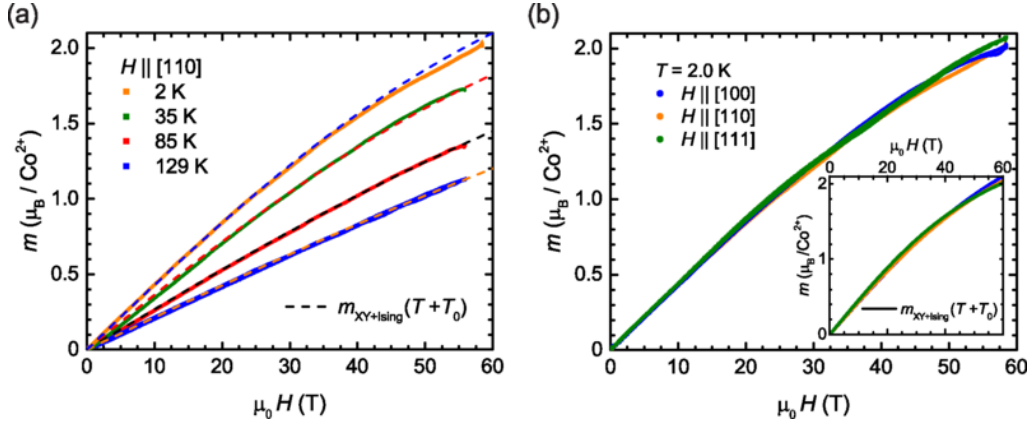 (a)
2.0
1.5
1.0
0.5
0
m (μB / Co2+)
H || [110]
2 K
35 K
85 K
129 K
mXY+Ising(T+T0)
0 10 20 30 40 50 60
μ0 H (T)
(b)
2.0
1.5
1.0
0.5
0
m (μB / Co2+)
T = 2.0 K
H || [100]
H || [110]
H || [111]
μ0 H (T)
0 20 40 60
2
1
0
m (μB/Co2+)
mXY+Ising(T+T0)
0 10 20 30 40 50 60
μ0 H (T)